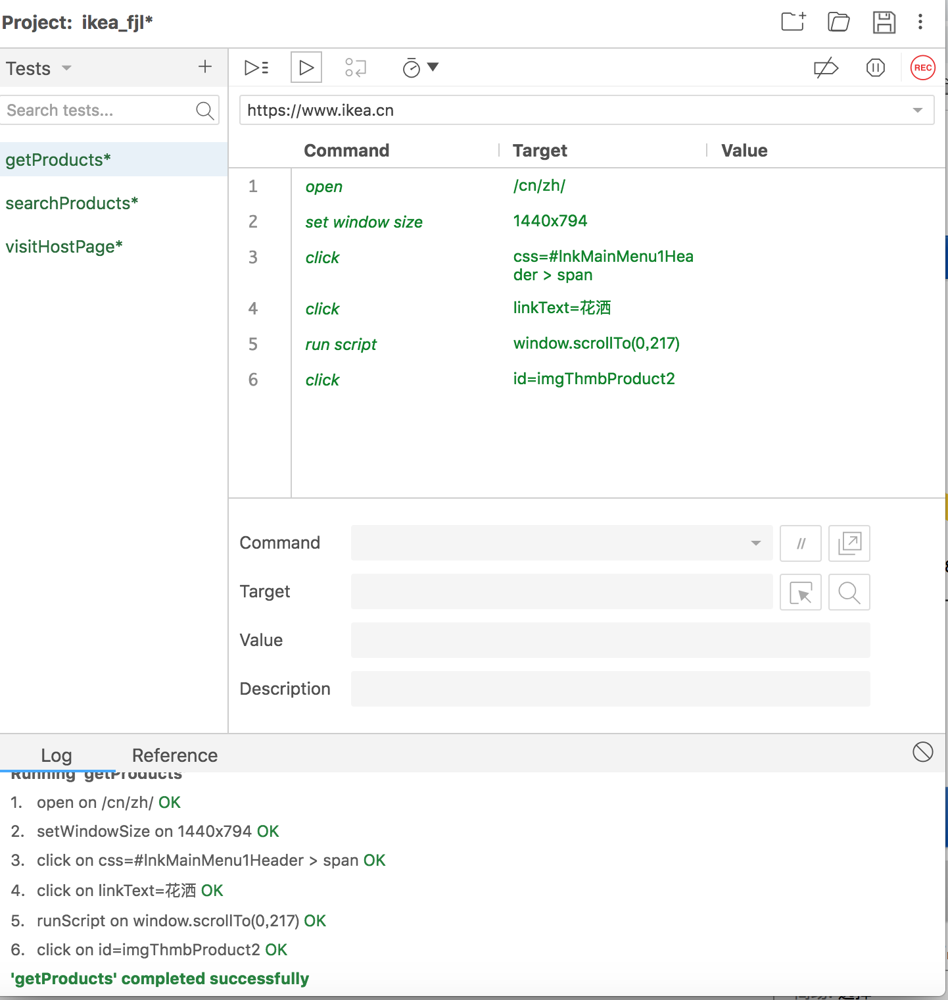 Project: ikea_fjl*
Tests
REC
Search tests...
https://www.ikea.cn
getProducts*
searchProducts*
visitHostPage*
Command Target Value
1 open /cn/zh/
2 set window size 1440x794
3 click css=#lnkMainMenu1Hea
der > span
4 click linkText=花洒
5 run script window.scrollTo(0,217)
6 click id=imgThmbProduct2
Command //
Target
Value
Description
Log Reference
Running 'getProducts'
1. open on /cn/zh/ OK
2. setWindowSize on 1440x794 OK
3. click on css=#lnkMainMenu1Header > span OK
4. click on linkText=花洒 OK
5. runScript on window.scrollTo(0,217) OK
6. click on id=imgThmbProduct2 OK
'getProducts' completed successfully